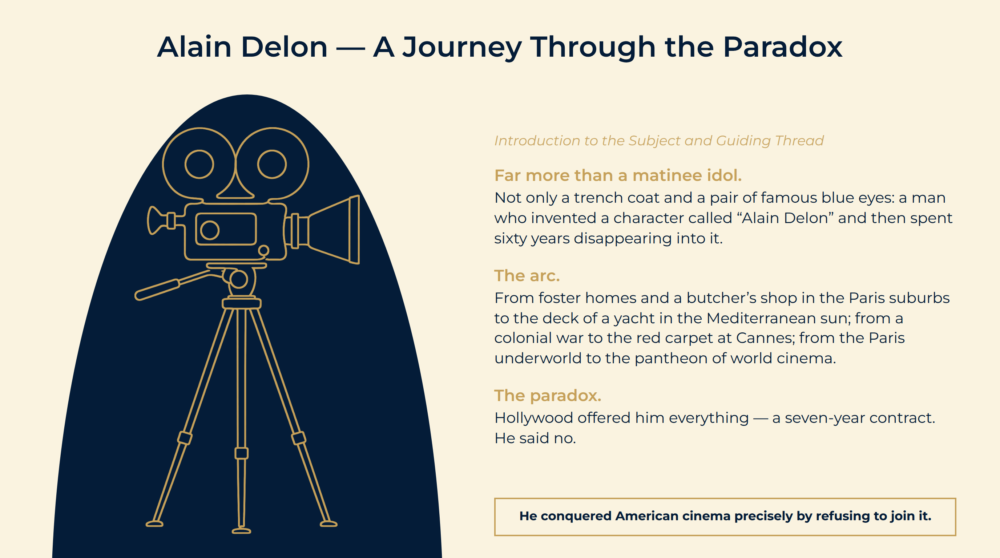 Alain Delon — A Journey Through the Paradox
Introduction to the Subject and Guiding Thread
Far more than a matinee idol.
Not only a trench coat and a pair of famous blue eyes: a man
who invented a character called “Alain Delon” and then spent
sixty years disappearing into it.
The arc.
From foster homes and a butcher’s shop in the Paris suburbs
to the deck of a yacht in the Mediterranean sun; from a
colonial war to the red carpet at Cannes; from the Paris
underworld to the pantheon of world cinema.
The paradox.
Hollywood offered him everything — a seven-year contract.
He said no.
He conquered American cinema precisely by refusing to join it.